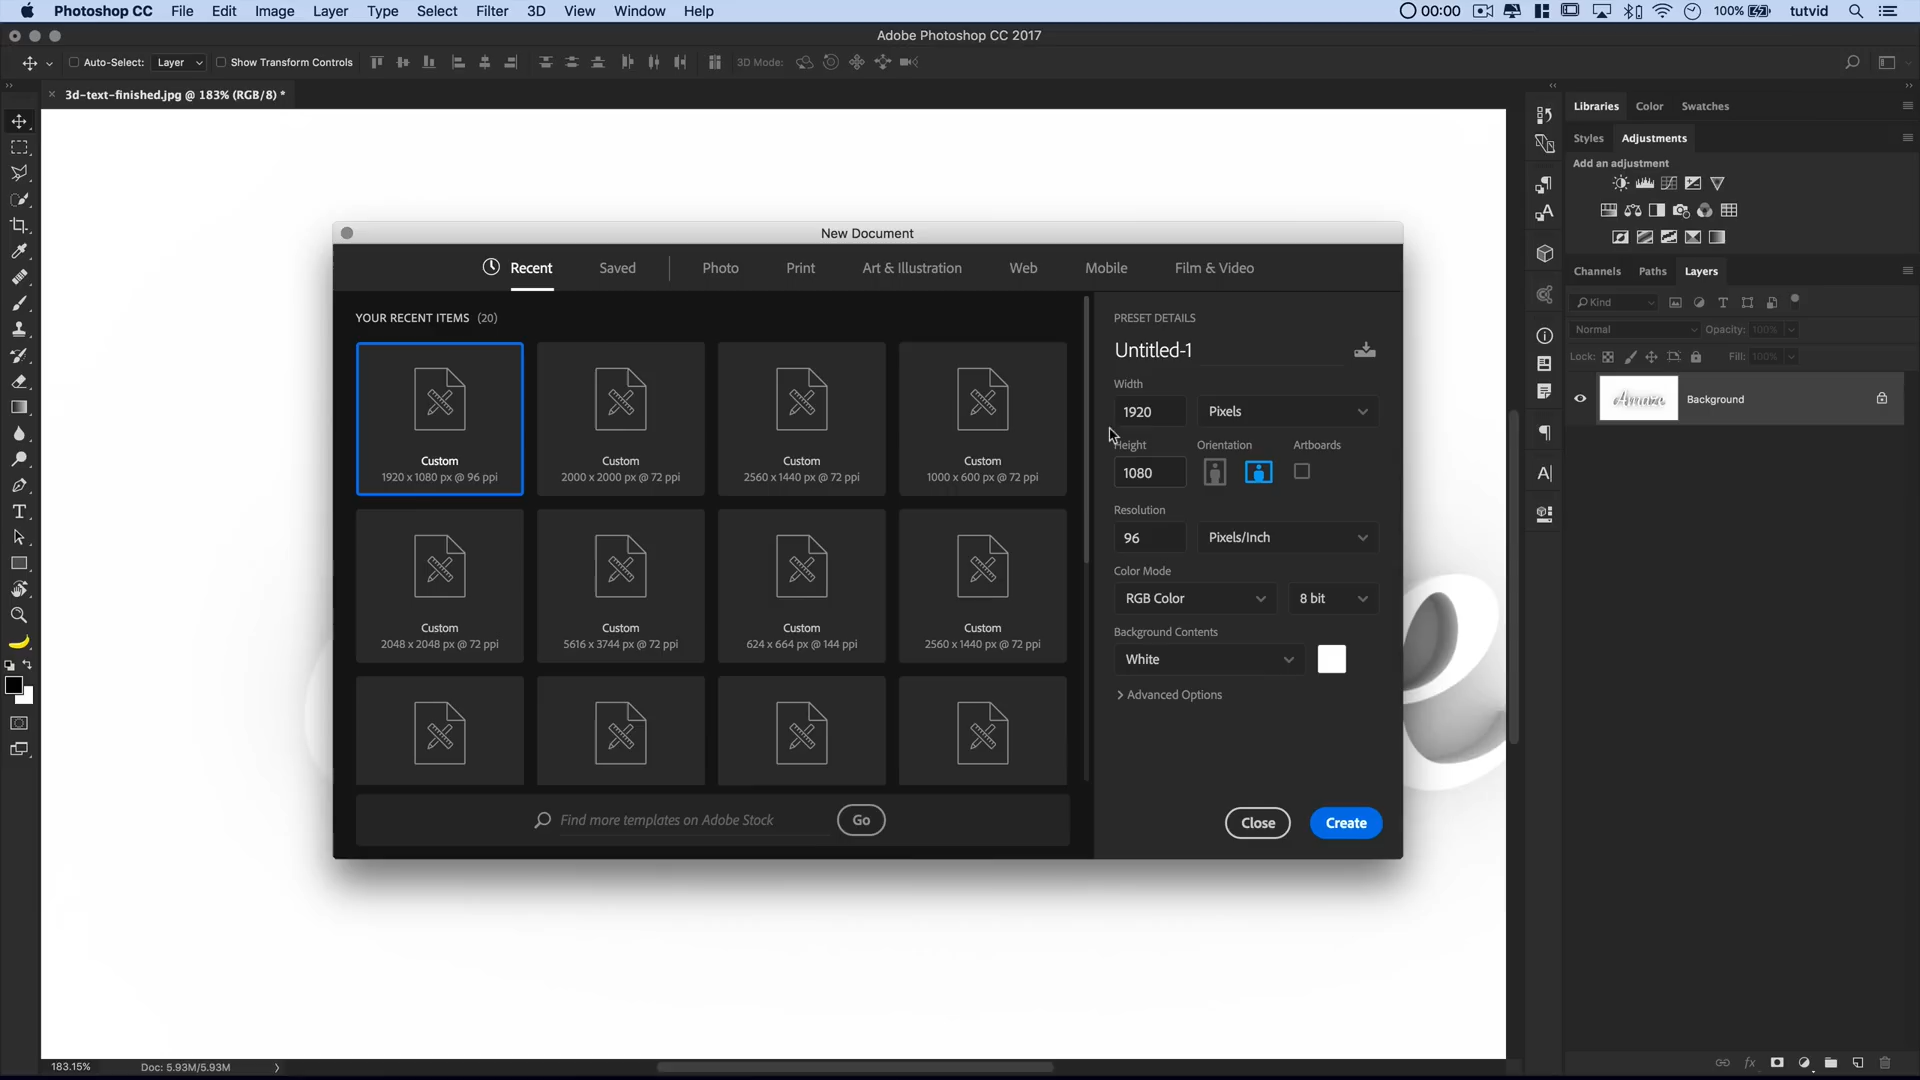 Photoshop CC File Edit Image Layer Type Select Filter 3D View Window Help 00:00 100% tutvid
Adobe Photoshop CC 2017
Auto-Select: Layer Show Transform Controls 3D Mode:
3d-text-finished.jpg @ 183% (RGB/8) *
Libraries Color Swatches
Styles Adjustments
Add an adjustment
Channels Paths Layers
Kind
Normal Opacity: 100%
Lock: Fill: 100%
Amaze Background
New Document
Recent Saved Photo Print Art & Illustration Web Mobile Film & Video
YOUR RECENT ITEMS (20)
Custom
1920 x 1080 px @ 96 ppi
Custom
2000 x 2000 px @ 72 ppi
Custom
2560 x 1440 px @ 72 ppi
Custom
1000 x 600 px @ 72 ppi
Custom
2048 x 2048 px @ 72 ppi
Custom
5616 x 3744 px @ 72 ppi
Custom
624 x 664 px @ 144 ppi
Custom
2560 x 1440 px @ 72 ppi
Find more templates on Adobe Stock Go
PRESET DETAILS
Untitled-1
Width
1920 Pixels
Height Orientation Artboards
1080
Resolution
96 Pixels/Inch
Color Mode
RGB Color 8 bit
Background Contents
White
> Advanced Options
Close Create
e
183.15% Doc: 5.93M/5.93M